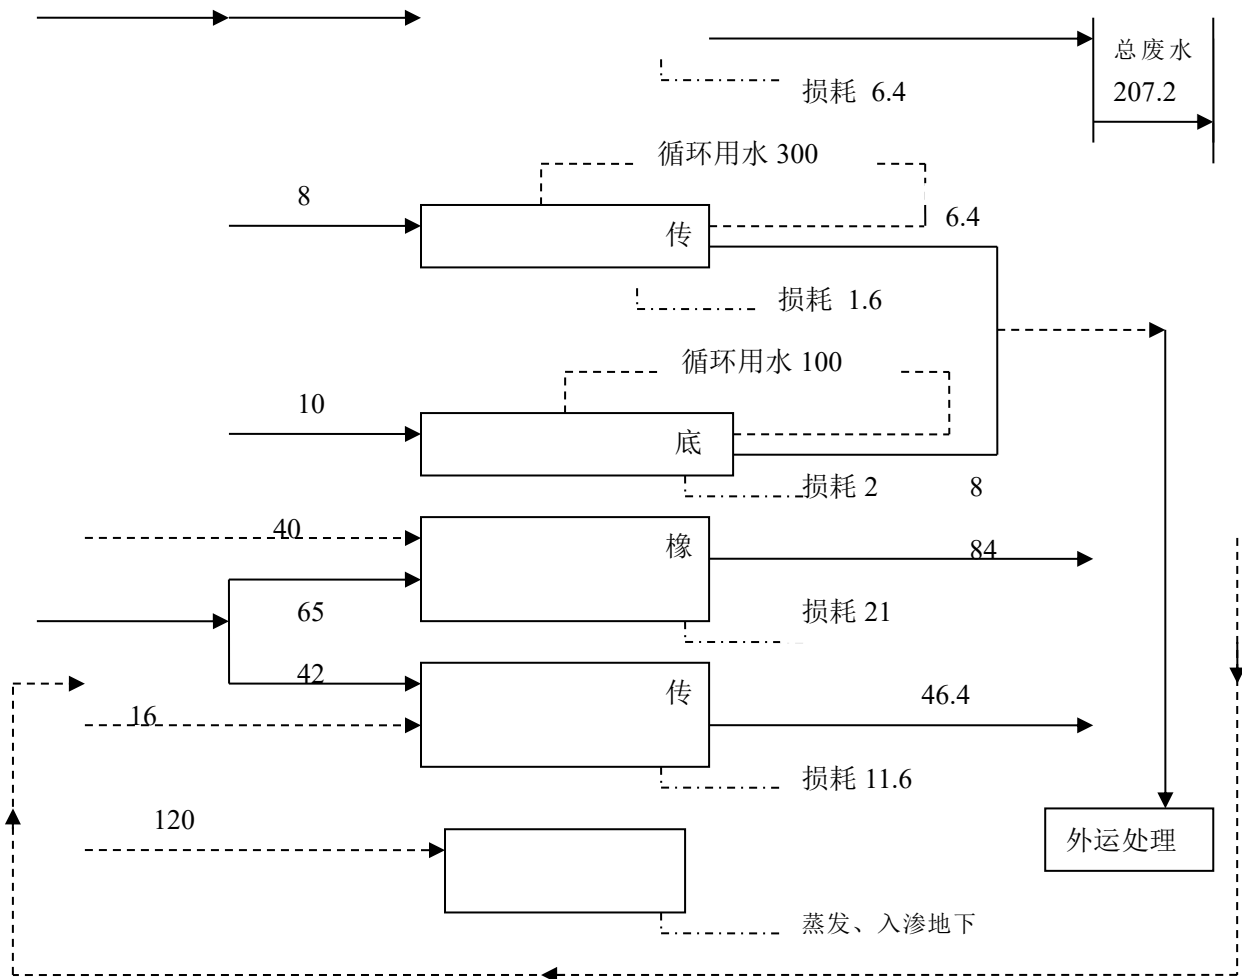 总废水
207.2
损耗 6.4
循环用水 300
8
传
6.4
损耗 1.6
循环用水 100
10
底
损耗 2
8
40
橡
84
65
损耗 21
42
传
46.4
16
损耗 11.6
120
外运处理
蒸发、入渗地下